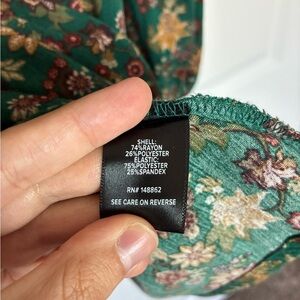 SHELL:
74%RAYON
26%POLYESTER
ELASTIC:
75%POLYESTER
25%SPANDEX
RN# 148862
SEE CARE ON REVERSE